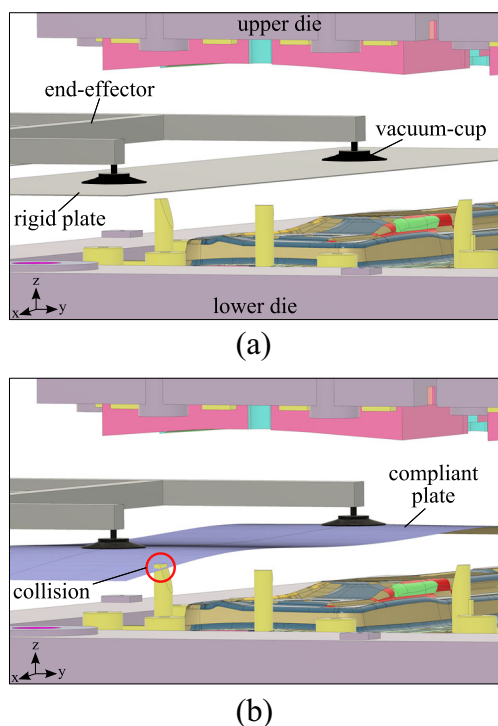 upper die
end-effector
vacuum-cup
rigid plate
lower die
z
x
y
(a)
compliant
plate
collision
z
x
y
(b)